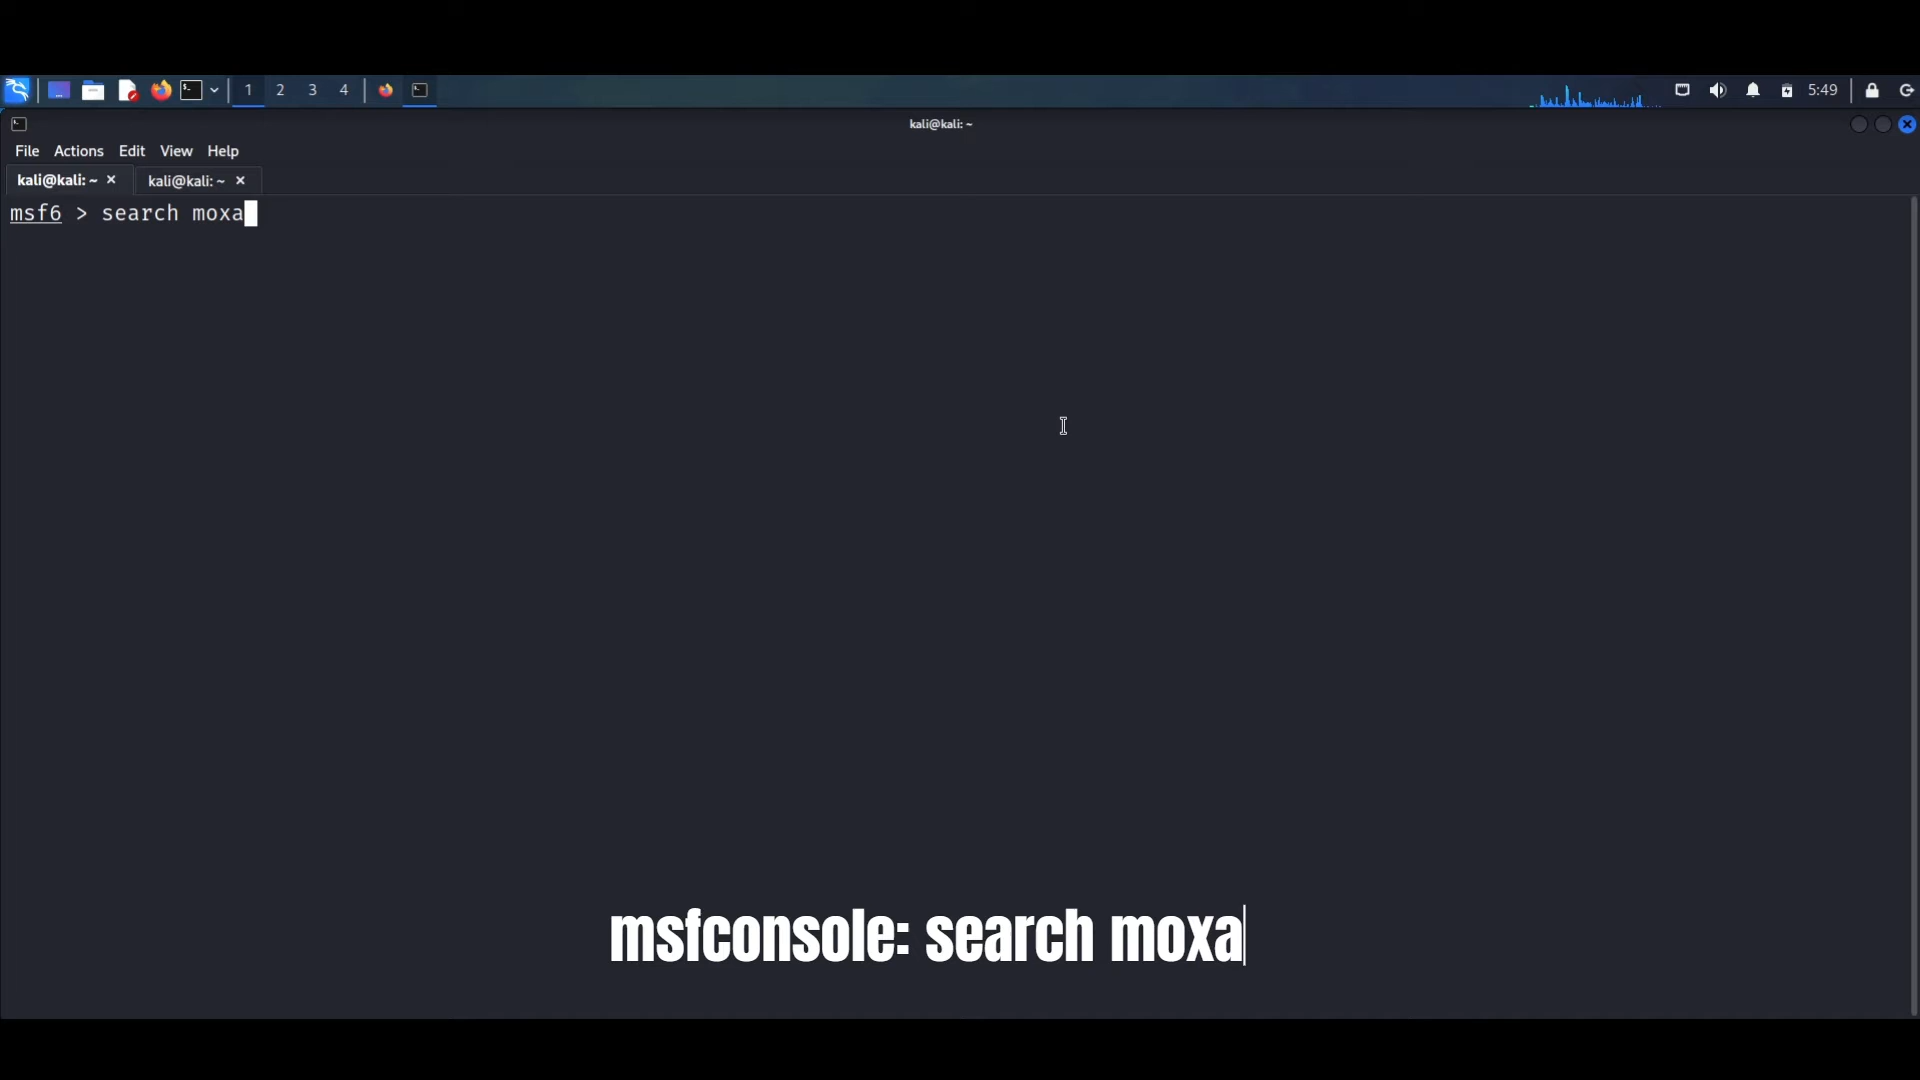 1 2 3 4 5:49
kali@kali: ~
File Actions Edit View Help
kali@kali: ~ kali@kali: ~
msf6 > search moxa
msfconsole: search moxa